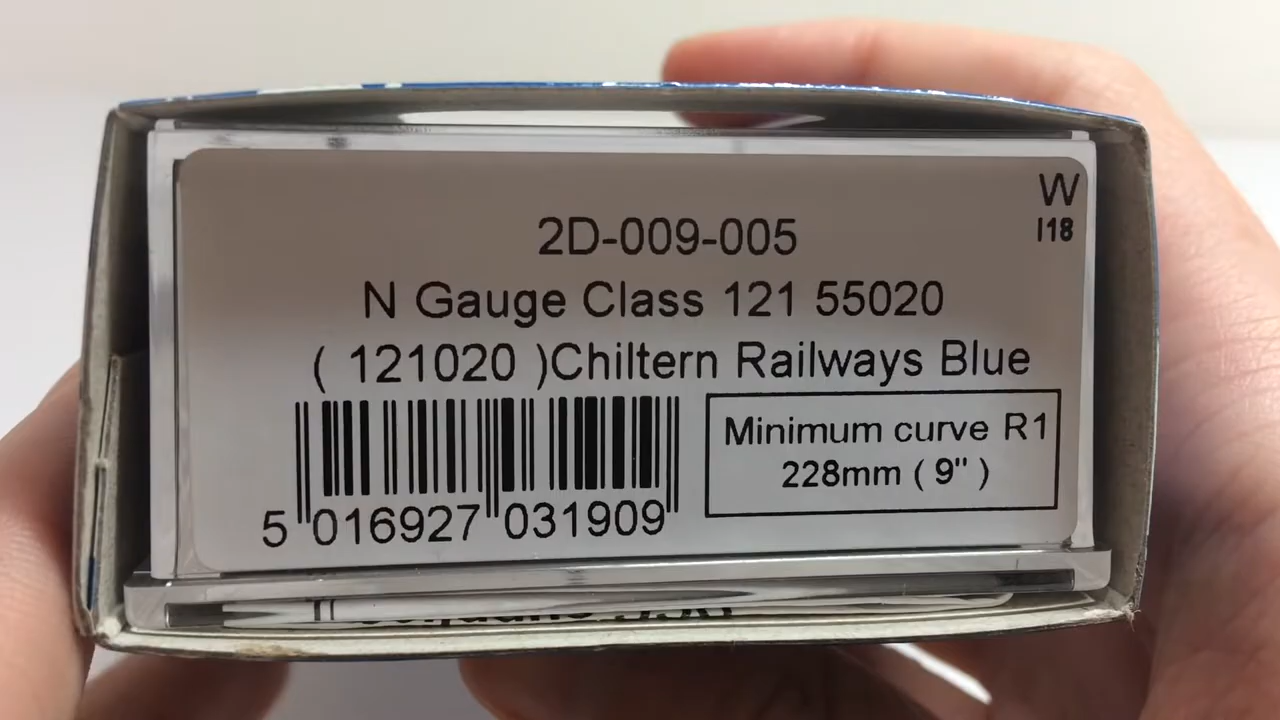 W
I18
2D-009-005
N Gauge Class 121 55020
( 121020 )Chiltern Railways Blue
Minimum curve R1
228mm ( 9" )
5 016927 031909